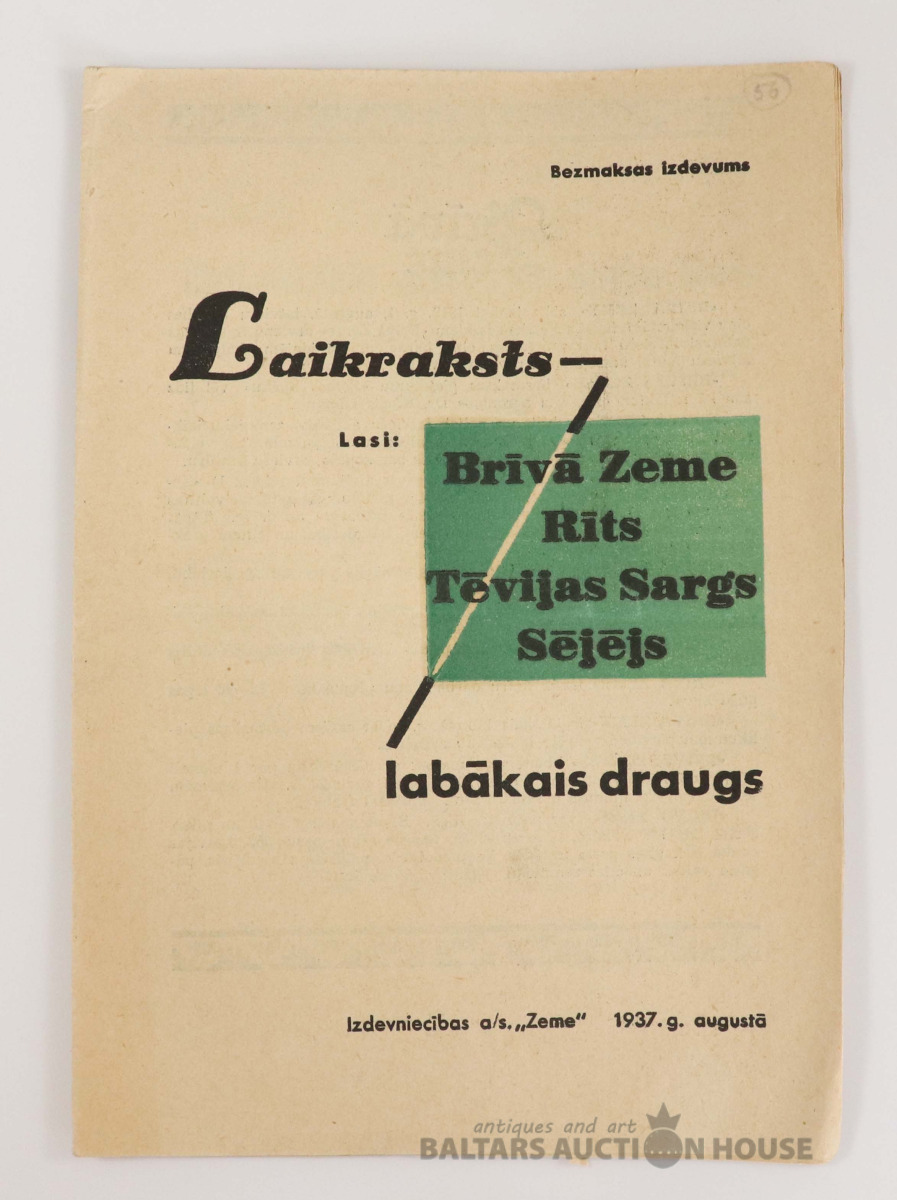 56
Bezmaksas izdevums
Laikraksts—
Lasi:
Brīvā Zeme
Rīts
Tēvijas Sargs
Sējējs
labākais draugs
Izdevniecības a/s. „Zeme“ 1937. g. augustā
antiques and art
BALTARS AUCTION HOUSE